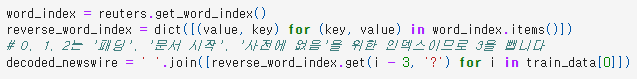 word_index = reuters.get_word_index()
reverse_word_index = dict([(value, key) for (key, value) in word_index.items()])
# 0, 1, 2는 '패딩', '문서 시작', '사전에 없음'을 위한 인덱스이므로 3을 뺍니다
decoded_newswire = ' '.join([reverse_word_index.get(i - 3, '?') for i in train_data[0]])